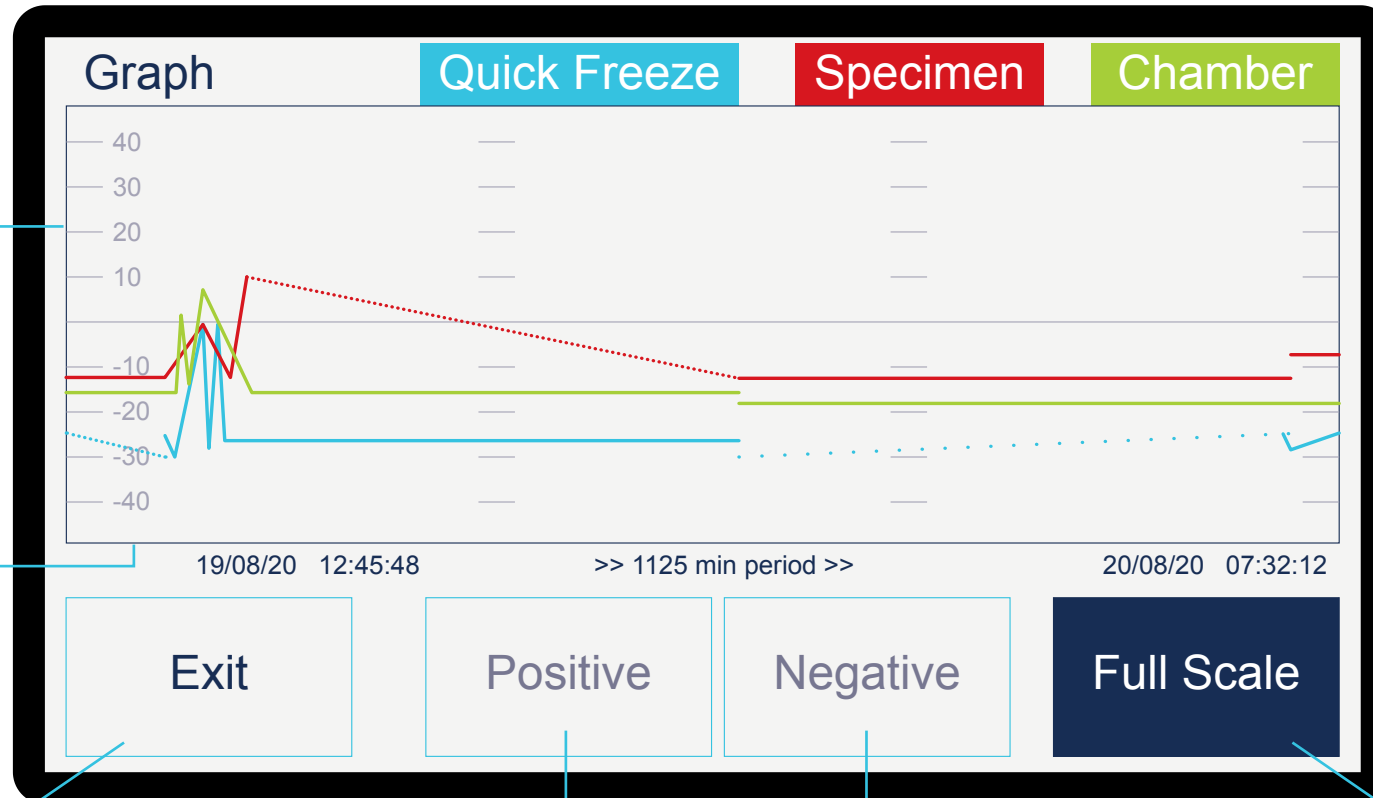 Graph Quick Freeze Specimen Chamber
40
30
20
10
-10
-20
-30
-40
19/08/20 12:45:48 >> 1125 min period >> 20/08/20 07:32:12
Exit Positive Negative Full Scale